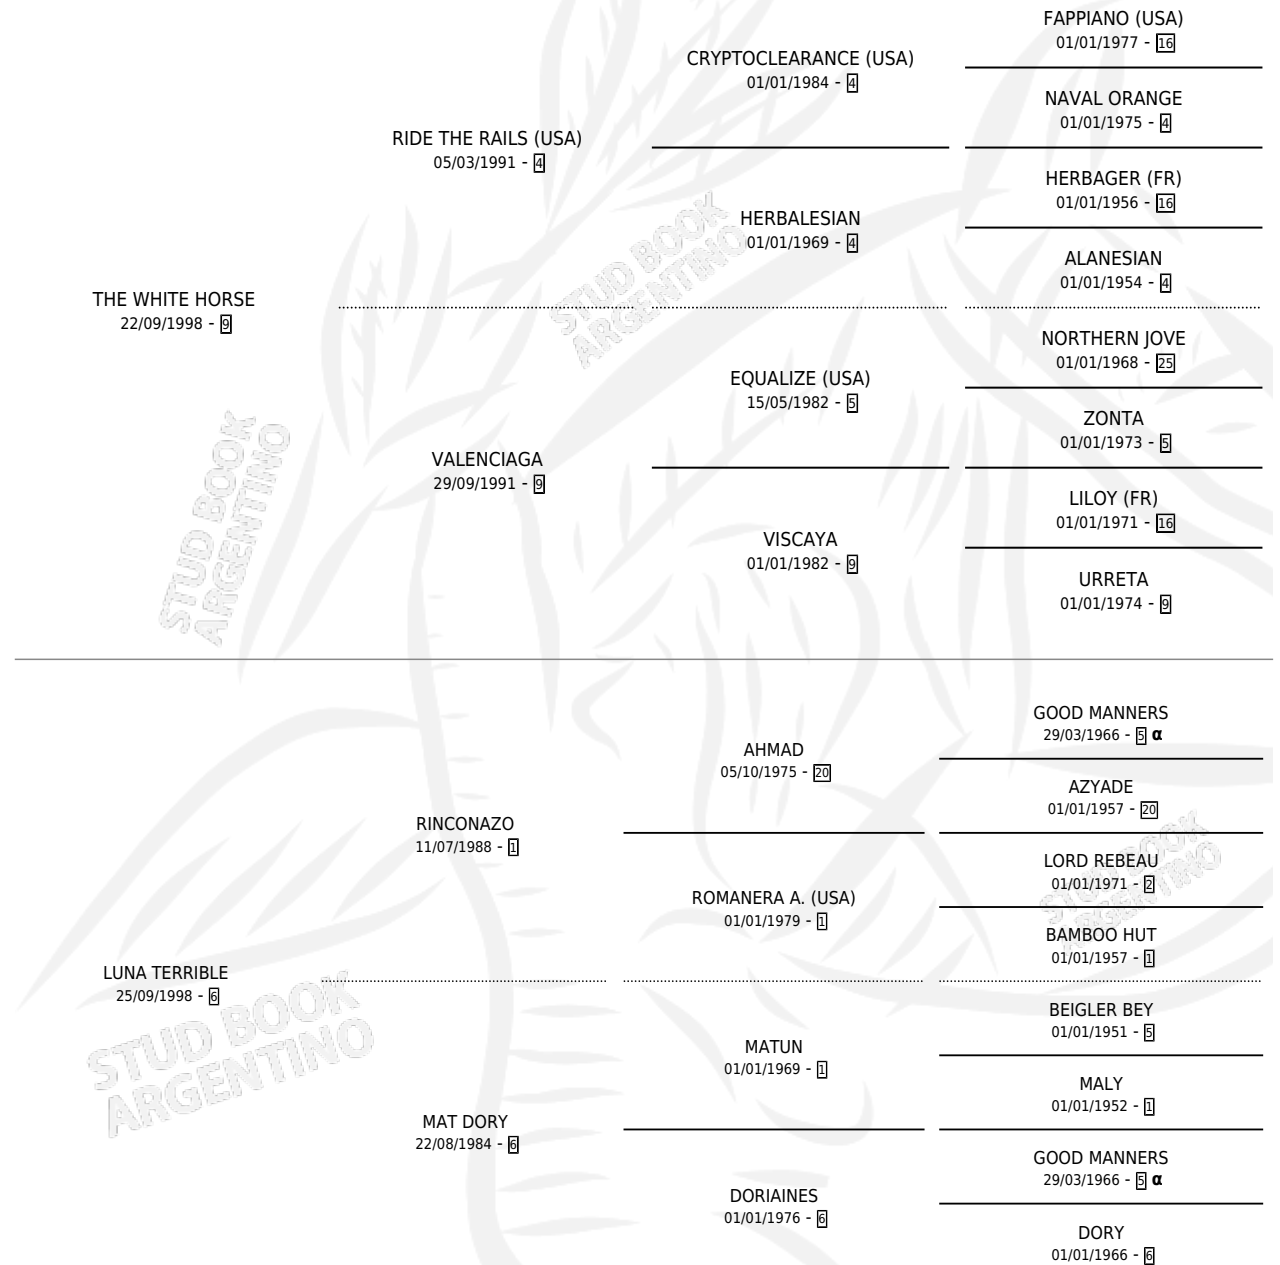 FAPPIANO (USA)
01/01/1977 - 16
CRYPTOCLEARANCE (USA)
01/01/1984 - 4
NAVAL ORANGE
01/01/1975 - 4
RIDE THE RAILS (USA)
05/03/1991 - 4
HERBAGER (FR)
01/01/1956 - 16
HERBALESIAN
01/01/1969 - 4
ALANESIAN
01/01/1954 - 4
THE WHITE HORSE
22/09/1998 - 9
NORTHERN JOVE
01/01/1968 - 25
EQUALIZE (USA)
15/05/1982 - 5
ZONTA
01/01/1973 - 5
VALENCIAGA
29/09/1991 - 9
LILOY (FR)
01/01/1971 - 16
VISCAYA
01/01/1982 - 9
URRETA
01/01/1974 - 9
STUD BOOK
ARGENTINO
STUD BOOK
ARGENTINO
GOOD MANNERS
29/03/1966 - 5 α
AHMAD
05/10/1975 - 20
AZYADE
01/01/1957 - 20
RINCONAZO
11/07/1988 - 1
LORD REBEAU
01/01/1971 - 2
ROMANERA A. (USA)
01/01/1979 - 1
BAMBOO HUT
01/01/1957 - 1
LUNA TERRIBLE
25/09/1998 - 6
BEIGLER BEY
01/01/1951 - 5
MATUN
01/01/1969 - 1
MALY
01/01/1952 - 1
MAT DORY
22/08/1984 - 6
GOOD MANNERS
29/03/1966 - 5 α
DORIAINES
01/01/1976 - 6
DORY
01/01/1966 - 6
STUD BOOK
ARGENTINO
STUD BOOK
ARGENTINO